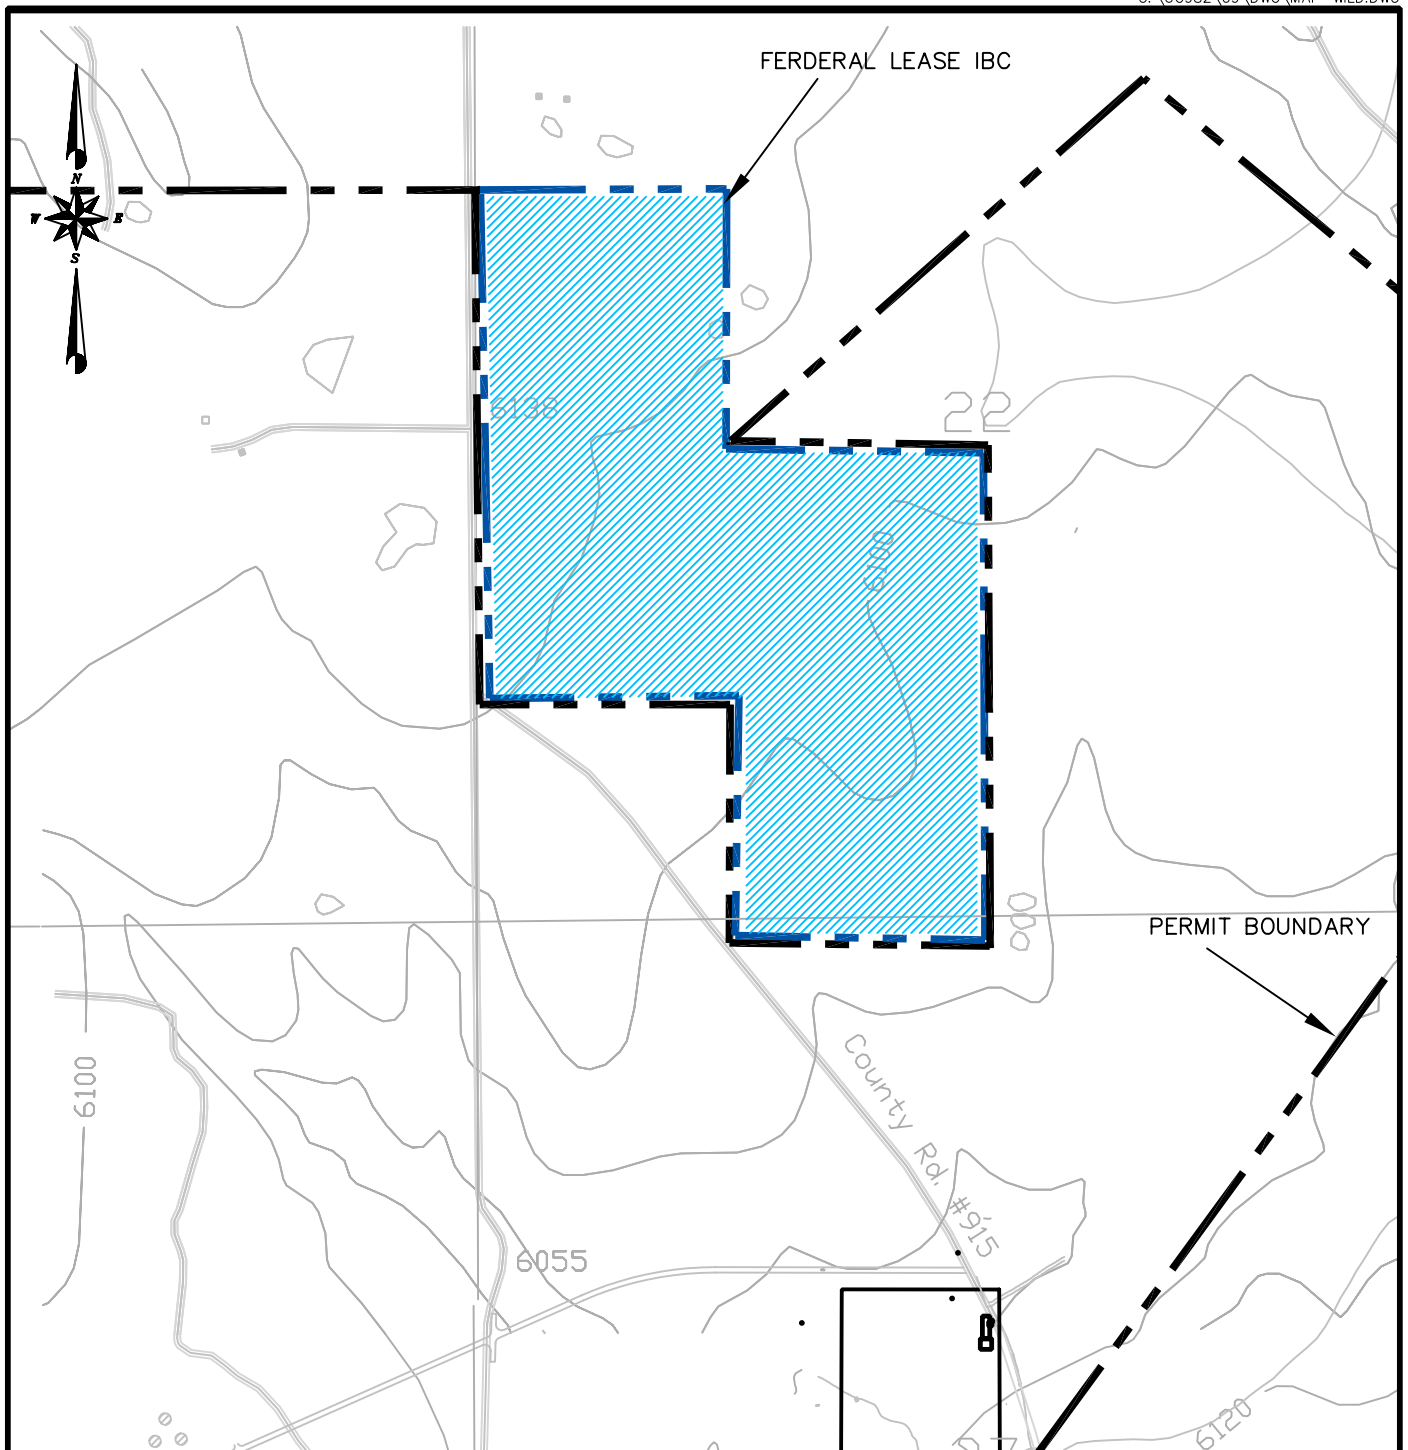 FERDERAL LEASE IBC
N
W E
S
6138
22
6100
PERMIT BOUNDARY
6100
County Rd. #915
6055
6120